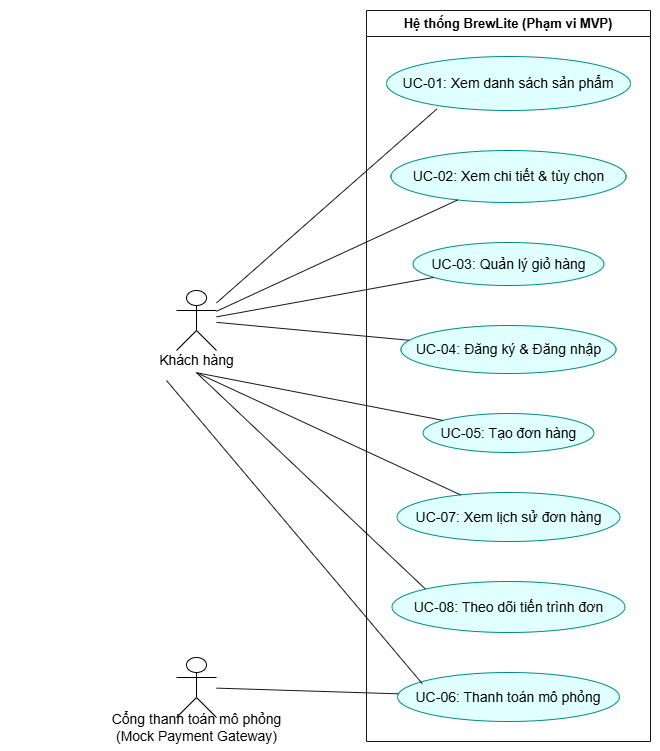 Hệ thống BrewLite (Phạm vi MVP)
UC-01: Xem danh sách sản phẩm
UC-02: Xem chi tiết & tùy chọn
UC-03: Quản lý giỏ hàng
UC-04: Đăng ký & Đăng nhập
Khách hàng
UC-05: Tạo đơn hàng
UC-07: Xem lịch sử đơn hàng
UC-08: Theo dõi tiến trình đơn
UC-06: Thanh toán mô phỏng
Cổng thanh toán mô phỏng
(Mock Payment Gateway)